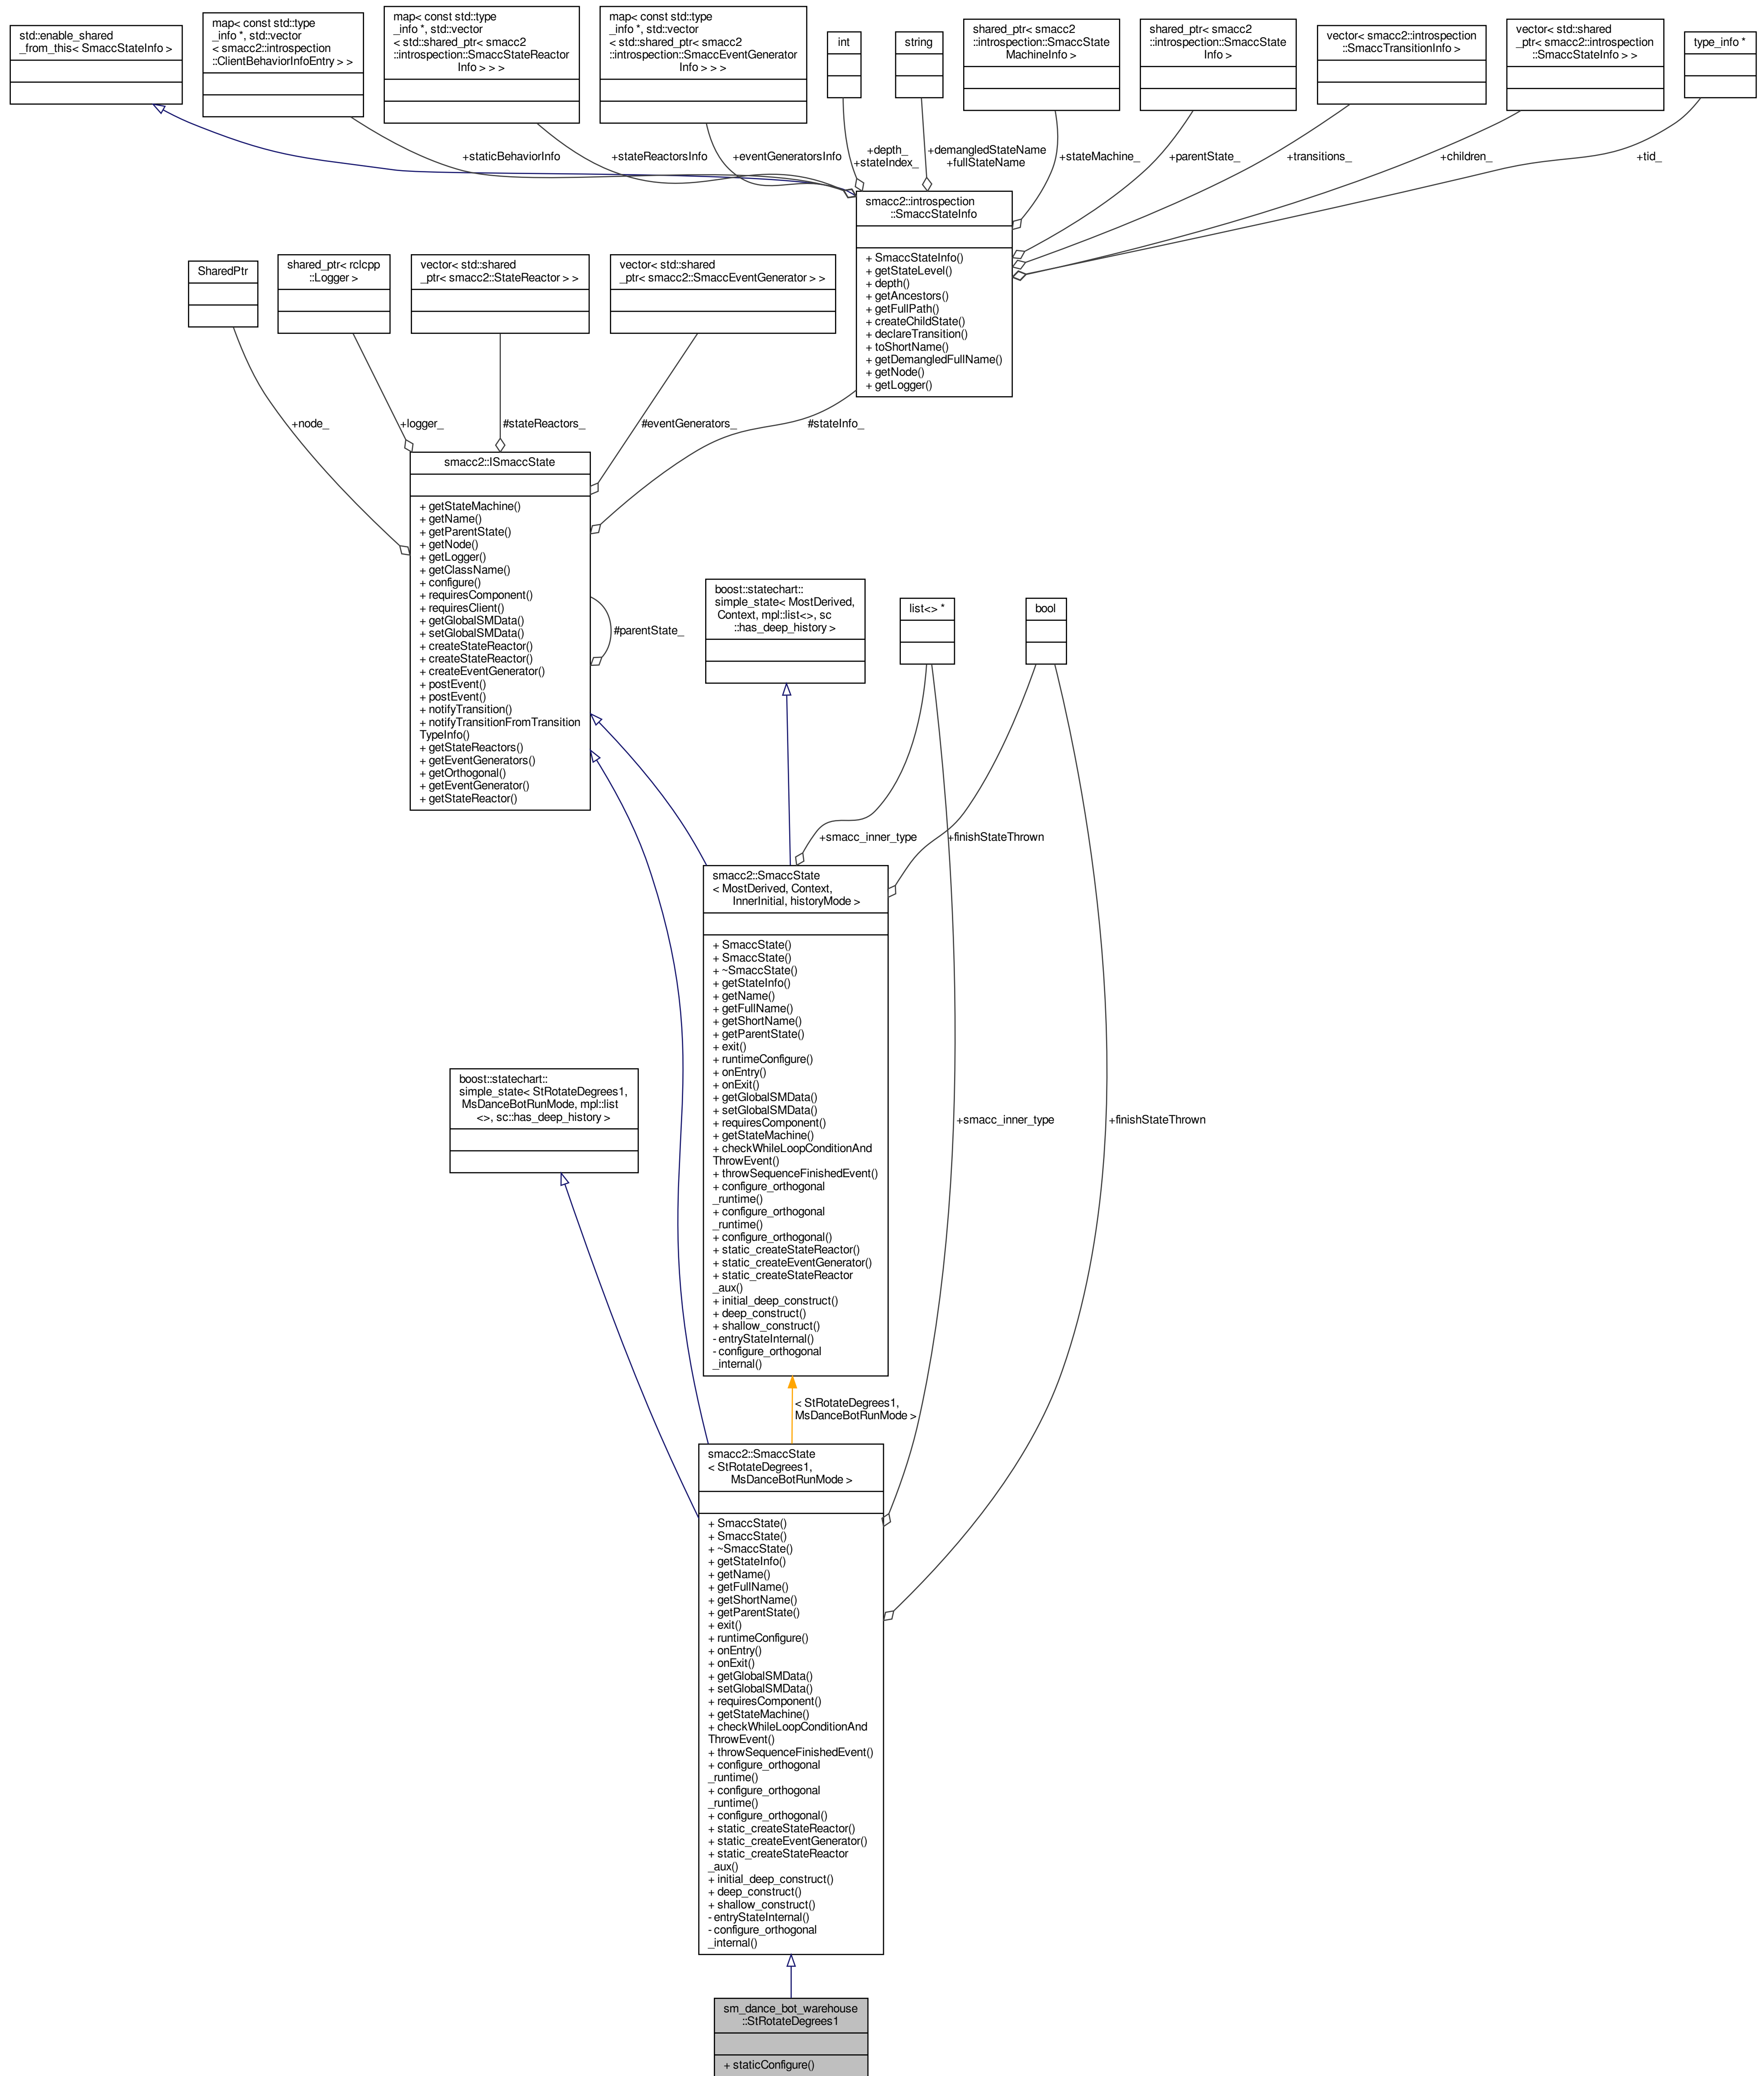 std::enable_shared
_from_this< SmaccStateInfo >
map< const std::type
_info *, std::vector
< smacc2::introspection
::ClientBehaviorInfoEntry > >
map< const std::type
_info *, std::vector
< std::shared_ptr< smacc2
::introspection::SmaccStateReactor
Info > > >
map< const std::type
_info *, std::vector
< std::shared_ptr< smacc2
::introspection::SmaccEventGenerator
Info > > >
int
string
shared_ptr< smacc2
::introspection::SmaccState
MachineInfo >
shared_ptr< smacc2
::introspection::SmaccState
Info >
vector< smacc2::introspection
::SmaccTransitionInfo >
vector< std::shared
_ptr< smacc2::introspection
::SmaccStateInfo > >
type_info *
+staticBehaviorInfo
+stateReactorsInfo
+eventGeneratorsInfo
+depth_
+stateIndex_
+demangledStateName
+fullStateName
+stateMachine_
+parentState_
+transitions_
+children_
+tid_
smacc2::introspection
::SmaccStateInfo
+ SmaccStateInfo()
+ getStateLevel()
+ depth()
+ getAncestors()
+ getFullPath()
+ createChildState()
+ declareTransition()
+ toShortName()
+ getDemangledFullName()
+ getNode()
+ getLogger()
SharedPtr
shared_ptr< rclcpp
::Logger >
vector< std::shared
_ptr< smacc2::StateReactor > >
vector< std::shared
_ptr< smacc2::SmaccEventGenerator > >
+node_
+logger_
#stateReactors_
#eventGenerators_
#stateInfo_
smacc2::ISmaccState
+ getStateMachine()
+ getName()
+ getParentState()
+ getNode()
+ getLogger()
+ getClassName()
+ configure()
+ requiresComponent()
+ requiresClient()
+ getGlobalSMData()
+ setGlobalSMData()
+ createStateReactor()
+ createStateReactor()
+ createEventGenerator()
+ postEvent()
+ postEvent()
+ notifyTransition()
+ notifyTransitionFromTransition
TypeInfo()
+ getStateReactors()
+ getEventGenerators()
+ getOrthogonal()
+ getEventGenerator()
+ getStateReactor()
#parentState_
boost::statechart::
simple_state< MostDerived,
Context, mpl::list<>, sc
::has_deep_history >
list<> *
bool
+smacc_inner_type
+finishStateThrown
smacc2::SmaccState
< MostDerived, Context,
InnerInitial, historyMode >
+ SmaccState()
+ SmaccState()
+ ~SmaccState()
+ getStateInfo()
+ getName()
+ getFullName()
+ getShortName()
+ getParentState()
+ exit()
+ runtimeConfigure()
+ onEntry()
+ onExit()
+ getGlobalSMData()
+ setGlobalSMData()
+ requiresComponent()
+ getStateMachine()
+ checkWhileLoopConditionAnd
ThrowEvent()
+ throwSequenceFinishedEvent()
+ configure_orthogonal
_runtime()
+ configure_orthogonal
_runtime()
+ configure_orthogonal()
+ static_createStateReactor()
+ static_createEventGenerator()
+ static_createStateReactor
_aux()
+ initial_deep_construct()
+ deep_construct()
+ shallow_construct()
- entryStateInternal()
- configure_orthogonal
_internal()
boost::statechart::
simple_state< StRotateDegrees1,
MsDanceBotRunMode, mpl::list
<>, sc::has_deep_history >
+smacc_inner_type
+finishStateThrown
< StRotateDegrees1,
MsDanceBotRunMode >
smacc2::SmaccState
< StRotateDegrees1,
MsDanceBotRunMode >
+ SmaccState()
+ SmaccState()
+ ~SmaccState()
+ getStateInfo()
+ getName()
+ getFullName()
+ getShortName()
+ getParentState()
+ exit()
+ runtimeConfigure()
+ onEntry()
+ onExit()
+ getGlobalSMData()
+ setGlobalSMData()
+ requiresComponent()
+ getStateMachine()
+ checkWhileLoopConditionAnd
ThrowEvent()
+ throwSequenceFinishedEvent()
+ configure_orthogonal
_runtime()
+ configure_orthogonal
_runtime()
+ configure_orthogonal()
+ static_createStateReactor()
+ static_createEventGenerator()
+ static_createStateReactor
_aux()
+ initial_deep_construct()
+ deep_construct()
+ shallow_construct()
- entryStateInternal()
- configure_orthogonal
_internal()
sm_dance_bot_warehouse
::StRotateDegrees1
+ staticConfigure()